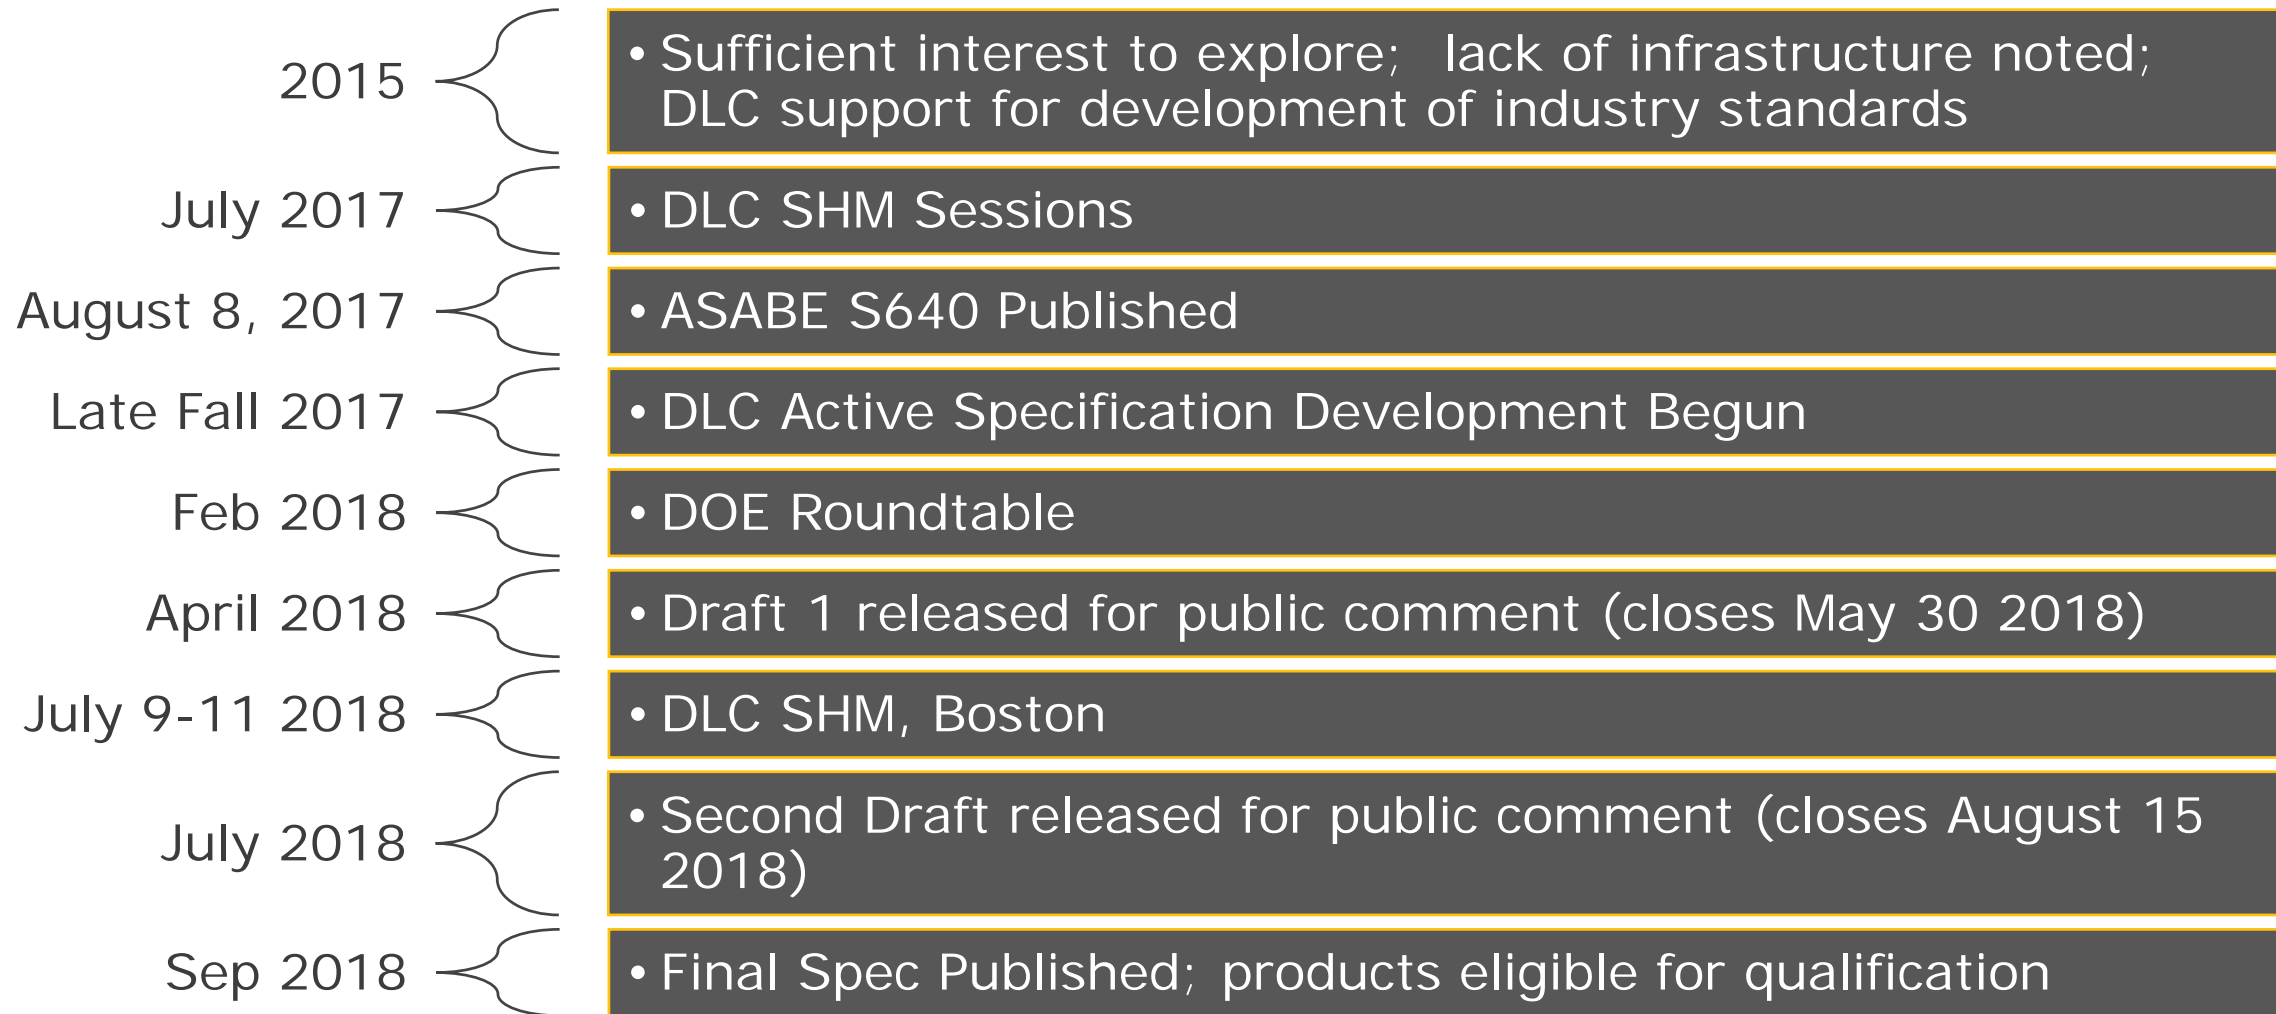 2015
• Sufficient interest to explore;  lack of infrastructure noted;
DLC support for development of industry standards
July 2017
• DLC SHM Sessions
August 8, 2017
• ASABE S640 Published
Late Fall 2017
• DLC Active Specification Development Begun
Feb 2018
• DOE Roundtable
April 2018
• Draft 1 released for public comment (closes May 30 2018)
July 9-11 2018
• DLC SHM, Boston
July 2018
• Second Draft released for public comment (closes August 15
2018)
Sep 2018
• Final Spec Published; products eligible for qualification